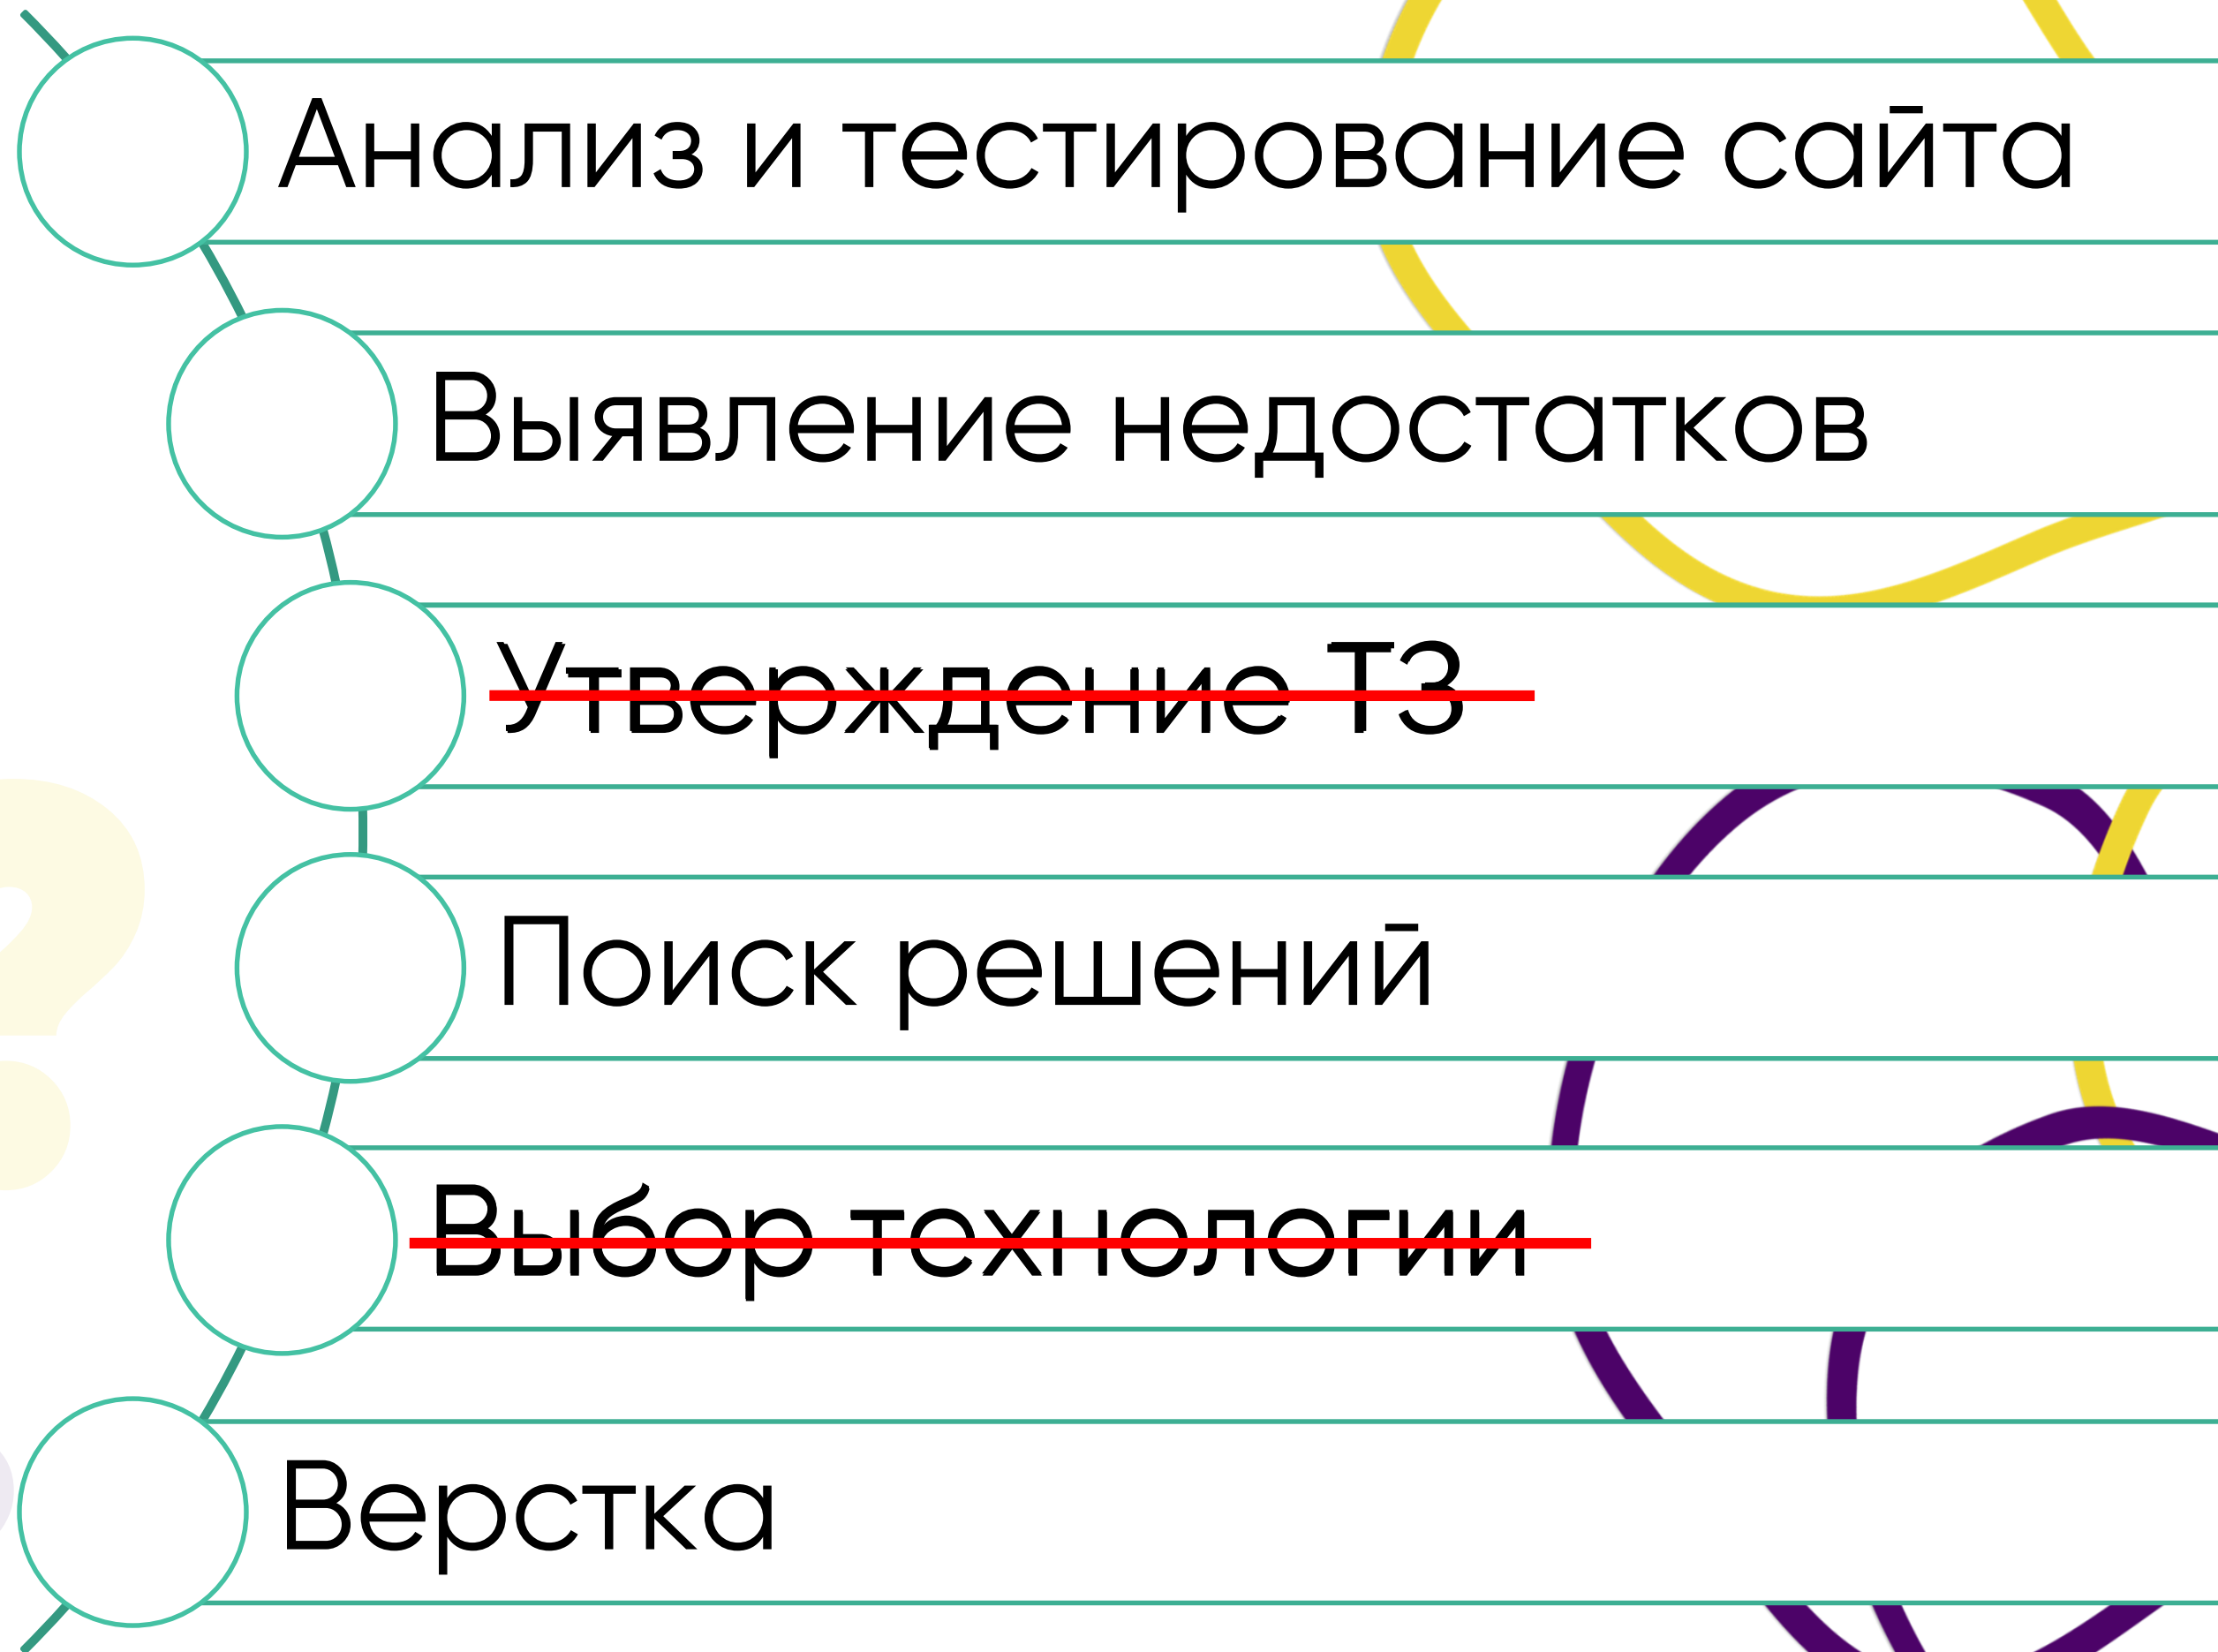 Анализ и тестирование сайта
Выявление недостатков
Утверждение ТЗ
Поиск решений
Выбор технологии
Верстка
?